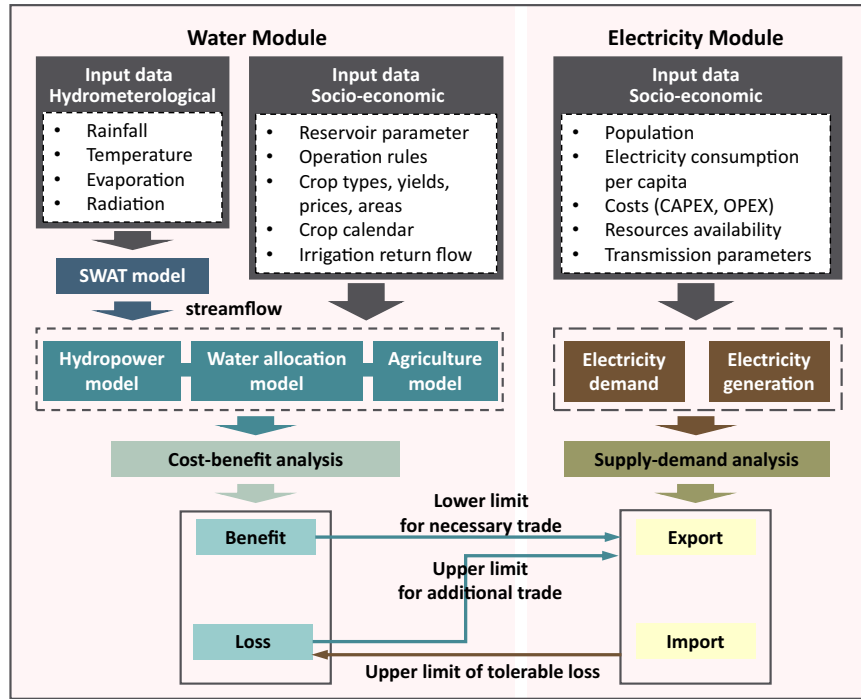 Water Module
Input data
Hydrometerological
• Rainfall
• Temperature
• Evaporation
• Radiation
Input data
Socio-economic
• Reservoir parameter
• Operation rules
• Crop types, yields,
prices, areas
• Crop calendar
• Irrigation return flow
SWAT model
streamflow
Hydropower
model
Water allocation
model
Agriculture
model
Cost-benefit analysis
Benefit
Loss
Electricity Module
Input data
Socio-economic
• Population
• Electricity consumption
per capita
• Costs (CAPEX, OPEX)
• Resources availability
• Transmission parameters
Electricity
demand
Electricity
generation
Supply-demand analysis
Export
Import
Lower limit
for necessary trade
Upper limit
for additional trade
Upper limit of tolerable loss